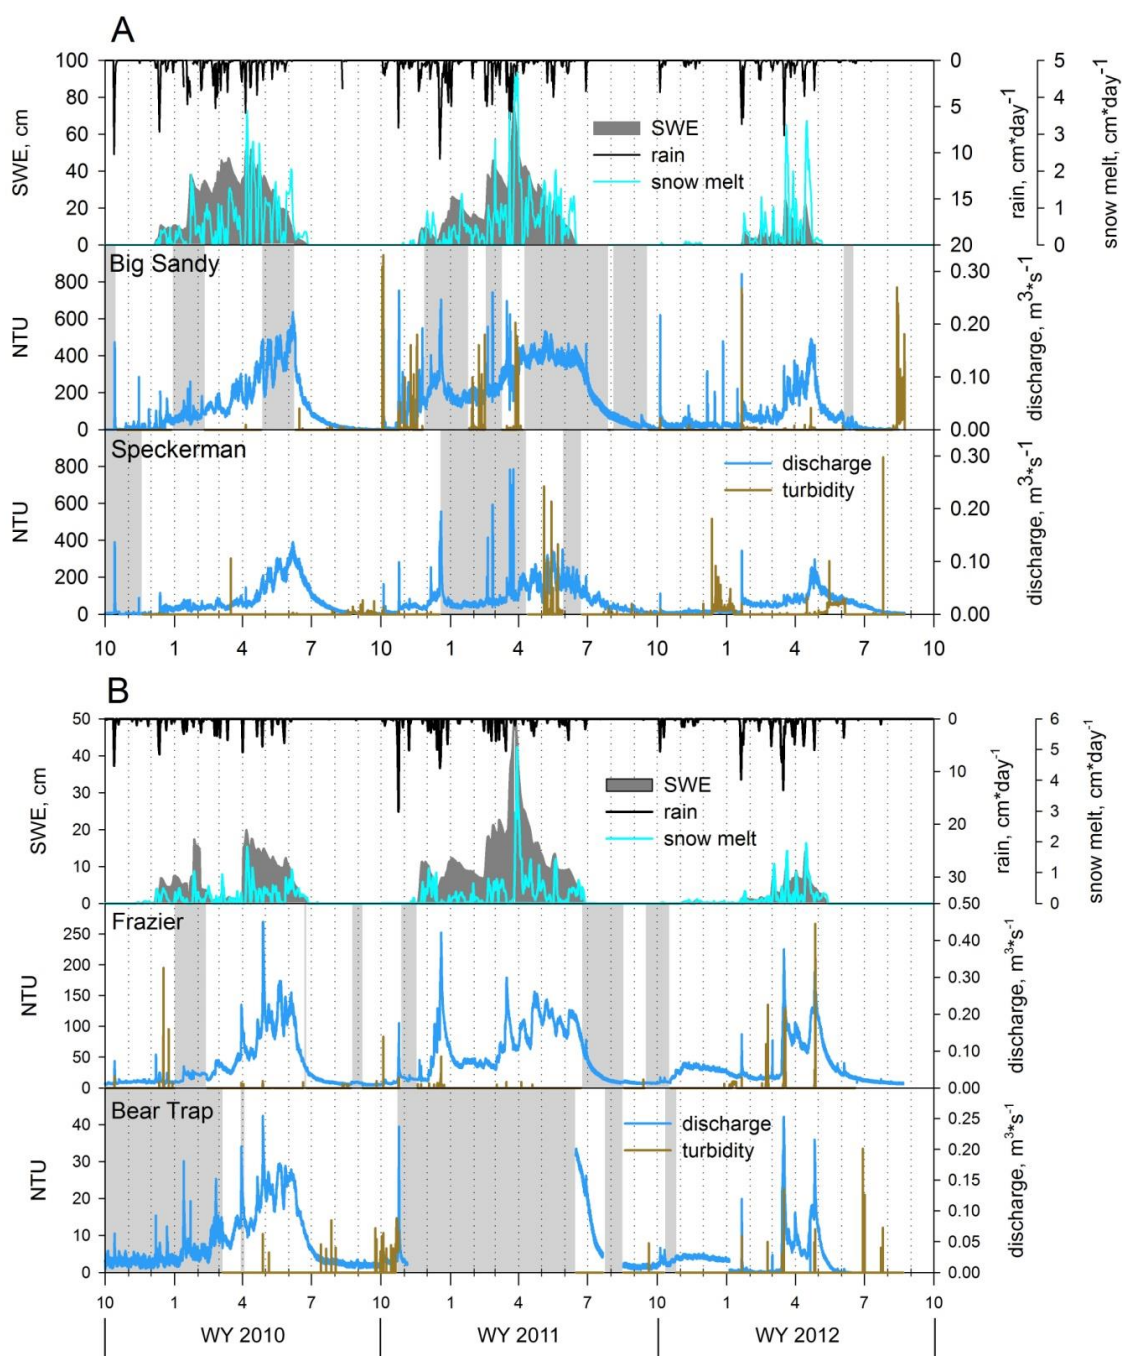 A
100
80
60
40
20
0
SWE, cm
SWE
rain
snow melt
0
5
10
15
20
rain, cm*day-1
5
4
3
2
1
0
snow melt, cm*day-1
Big Sandy
800
600
400
200
0
NTU
0.30
0.20
0.10
0.00
discharge, m3*s-1
Speckerman
800
600
400
200
0
NTU
discharge
turbidity
0.30
0.20
0.10
0.00
discharge, m3*s-1
10 1 4 7 10 1 4 7 10 1 4 7 10
B
50
40
30
20
10
0
SWE, cm
SWE
rain
snow melt
0
10
20
30
rain, cm*day-1
6
5
4
3
2
1
0
snow melt, cm*day-1
Frazier
250
200
150
100
50
0
NTU
0.50
0.40
0.30
0.20
0.10
0.00
discharge, m3*s-1
Bear Trap
40
30
20
10
0
NTU
discharge
turbidity
0.25
0.20
0.15
0.10
0.05
0.00
discharge, m3*s-1
10 1 4 7 10 1 4 7 10 1 4 7 10
WY 2010 WY 2011 WY 2012